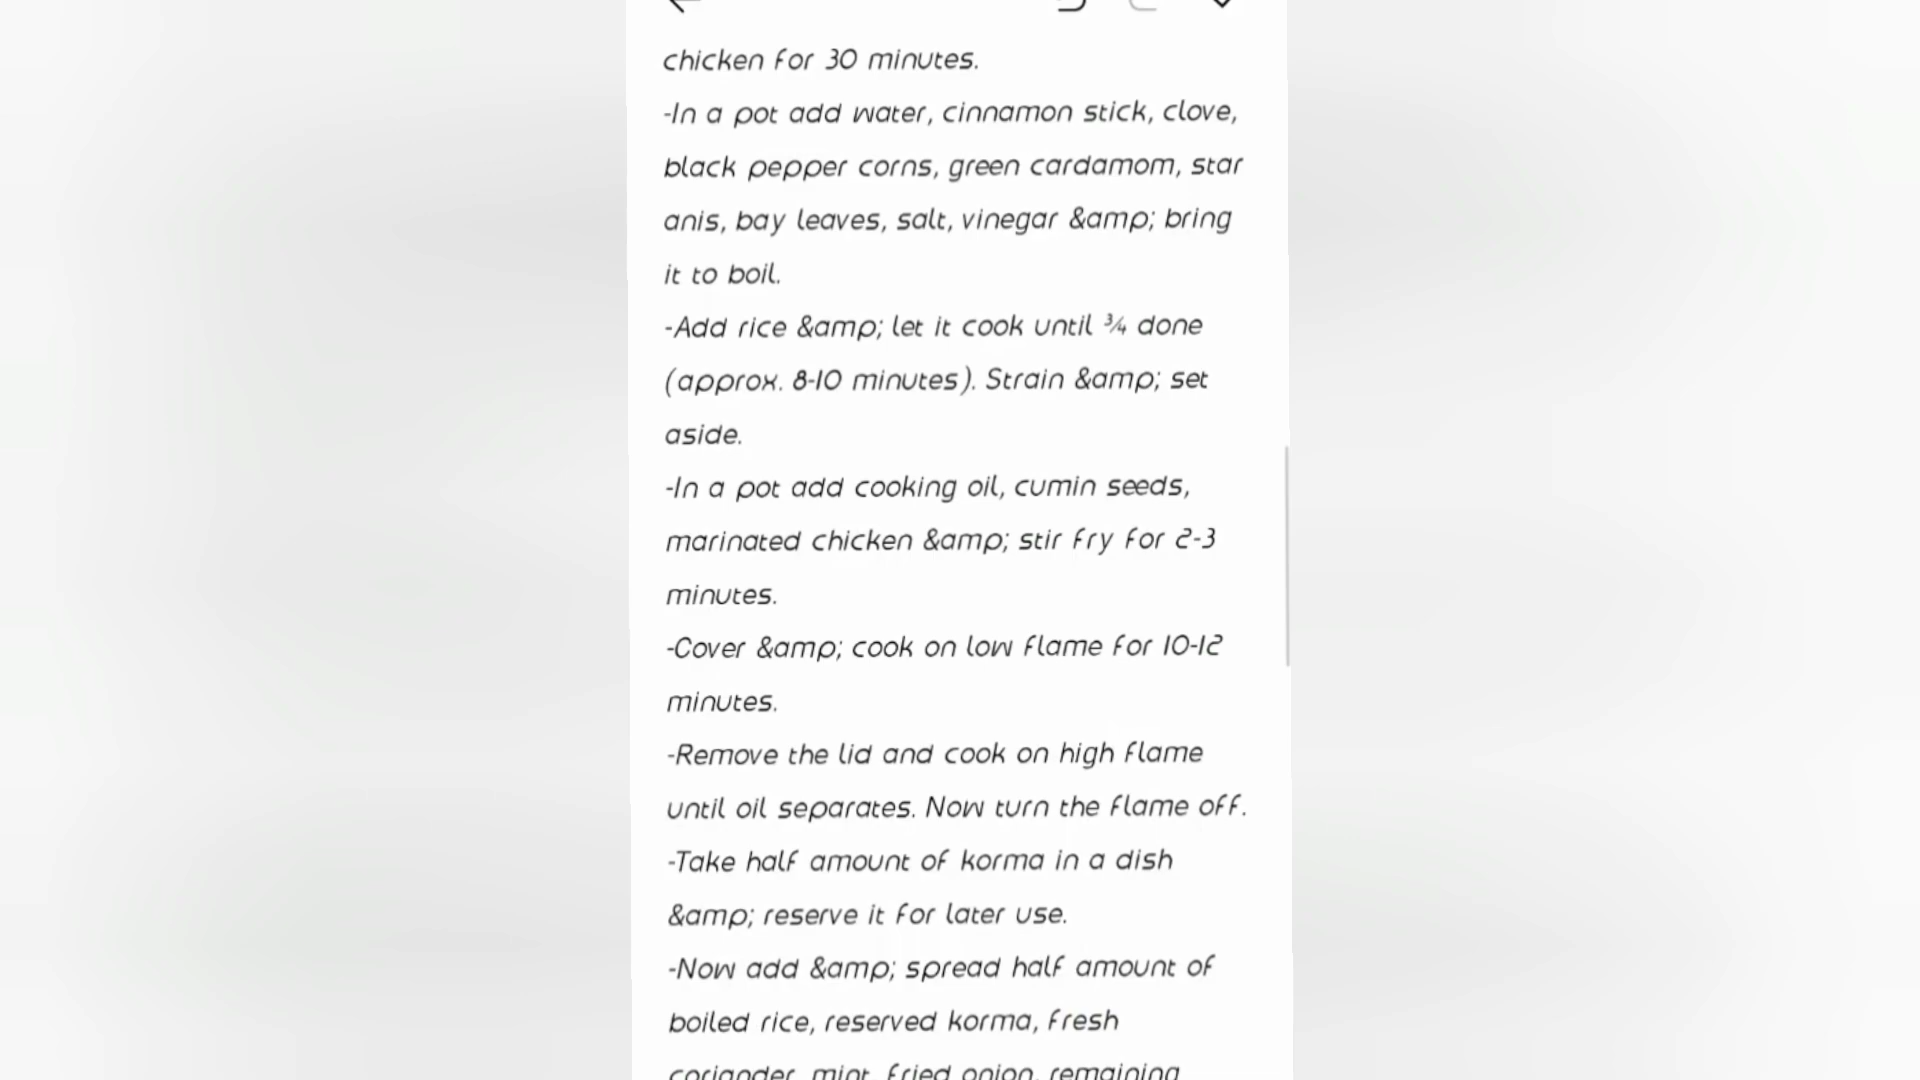 chicken for 30 minutes.
-In a pot add water, cinnamon stick, clove,
black pepper corns, green cardamom, star
anis, bay leaves, salt, vinegar &amp; bring
it to boil.
-Add rice &amp; let it cook until ¾ done
(approx. 8-10 minutes). Strain &amp; set
aside.
-In a pot add cooking oil, cumin seeds,
marinated chicken &amp; stir fry for 2-3
minutes.
-Cover &amp; cook on low flame for 10-12
minutes.
-Remove the lid and cook on high flame
until oil separates. Now turn the flame off.
-Take half amount of korma in a dish
&amp; reserve it for later use.
-Now add &amp; spread half amount of
boiled rice, reserved korma, fresh
coriander, mint, fried onion, remaining